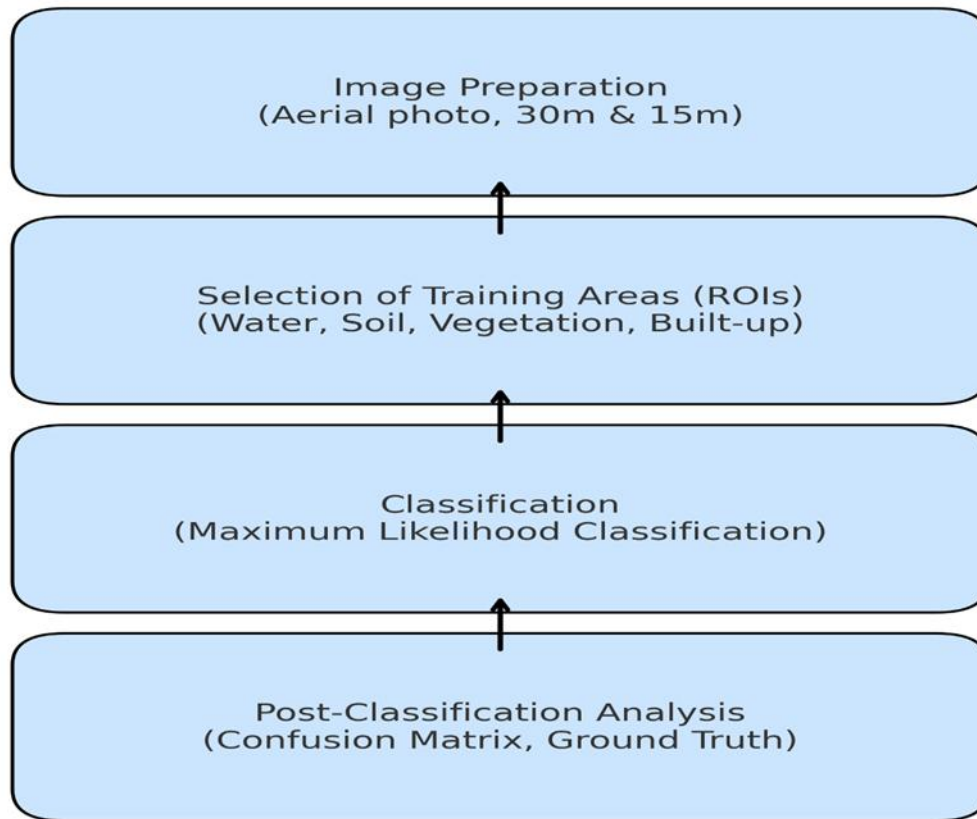 Image Preparation
(Aerial photo, 30m & 15m)
Selection of Training Areas (ROIs)
(Water, Soil, Vegetation, Built-up)
Classification
(Maximum Likelihood Classification)
Post-Classification Analysis
(Confusion Matrix, Ground Truth)